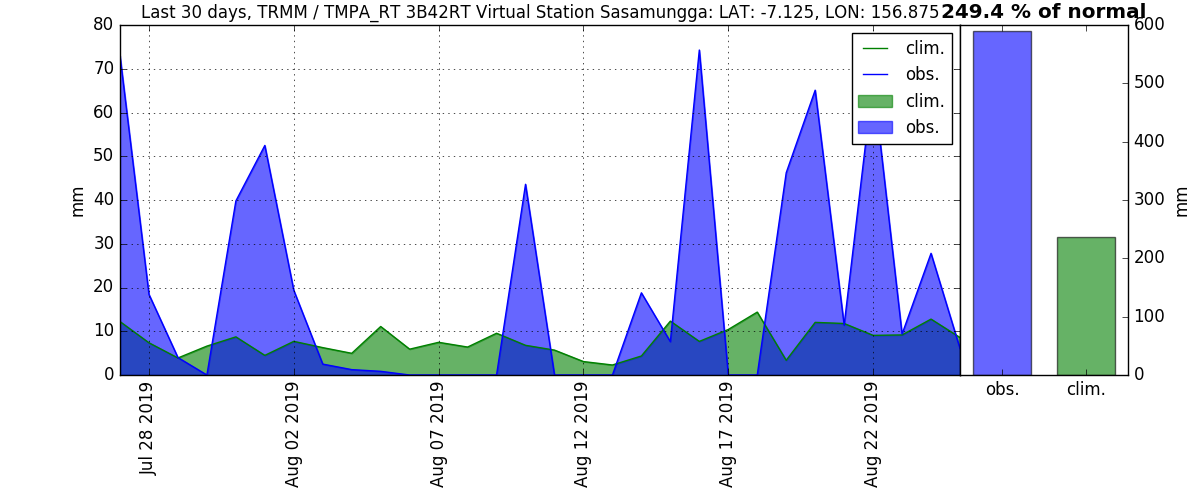 Last 30 days, TRMM / TMPA_RT 3B42RT Virtual Station Sasamungga: LAT: -7.125, LON: 156.875
249.4 % of normal
80
70
60
50
40
30
20
10
0
mm
clim.
obs.
clim.
obs.
Jul 28 2019
Aug 02 2019
Aug 07 2019
Aug 12 2019
Aug 17 2019
Aug 22 2019
600
500
400
300
200
100
0
mm
obs.
clim.